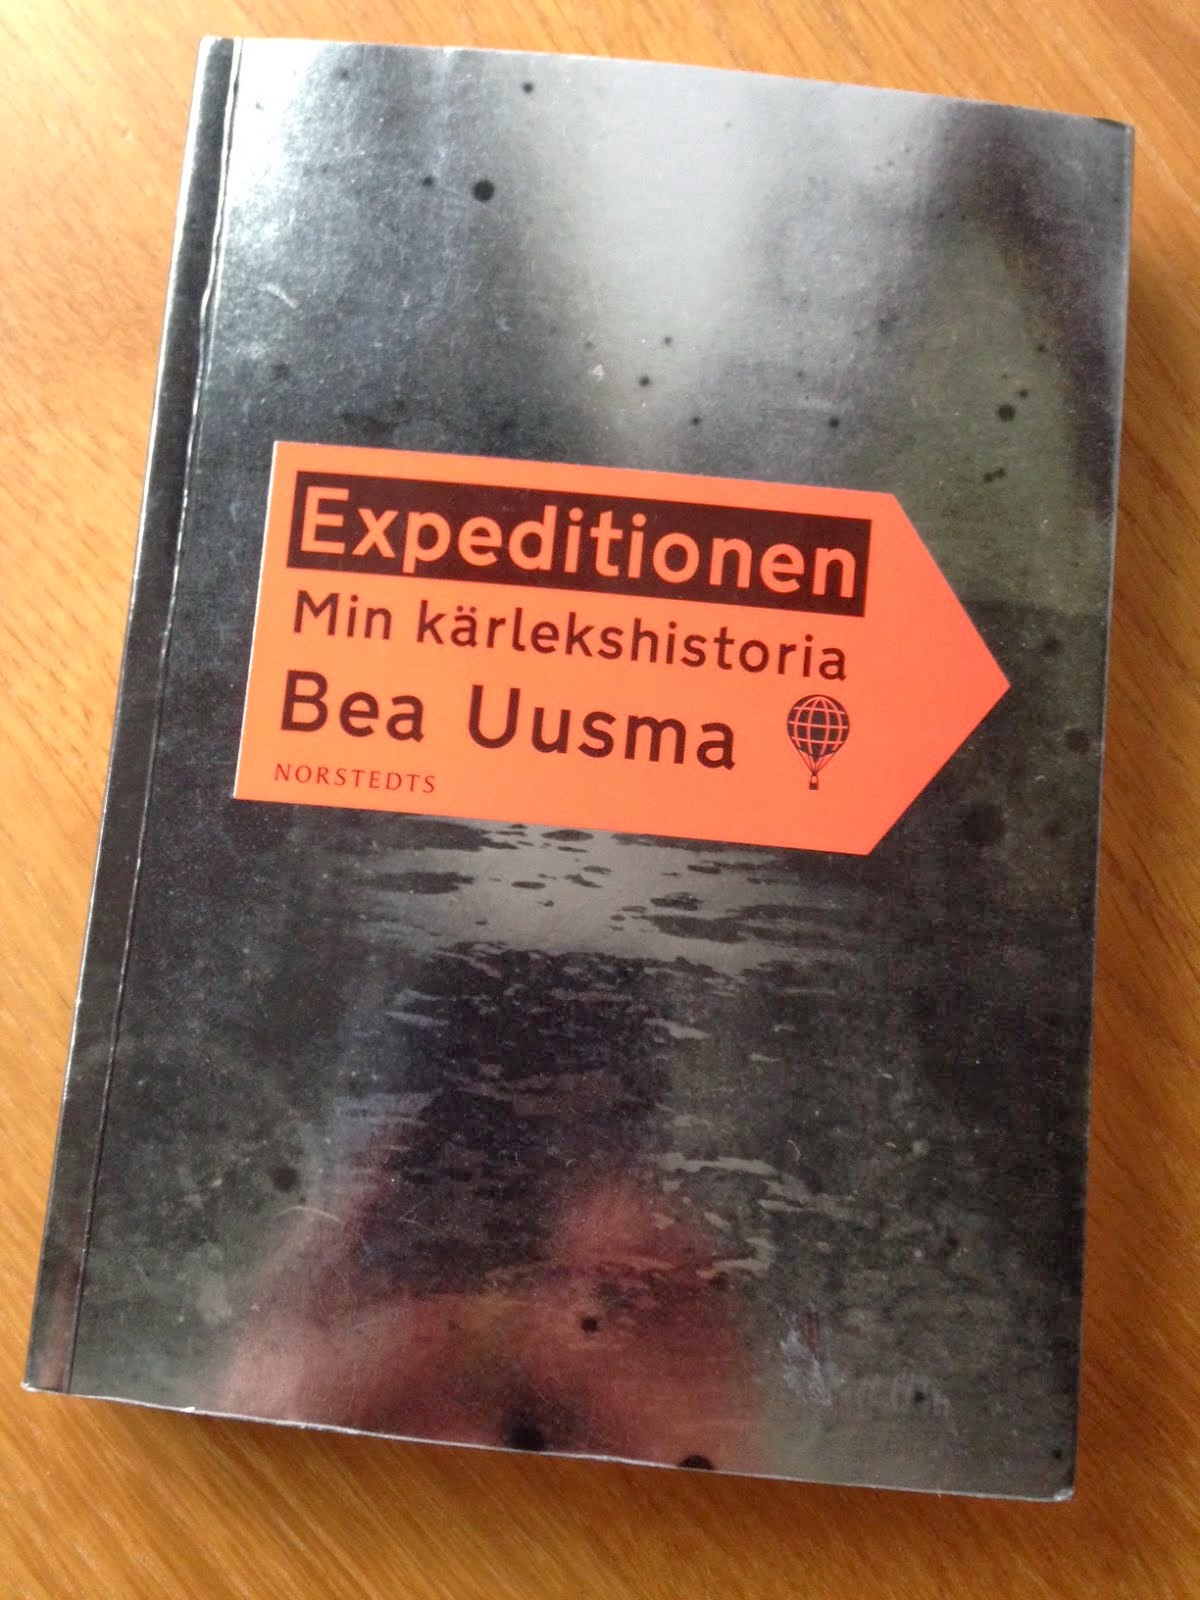 Expeditionen
Min kärlekshistoria
Bea Uusma
NORSTEDTS